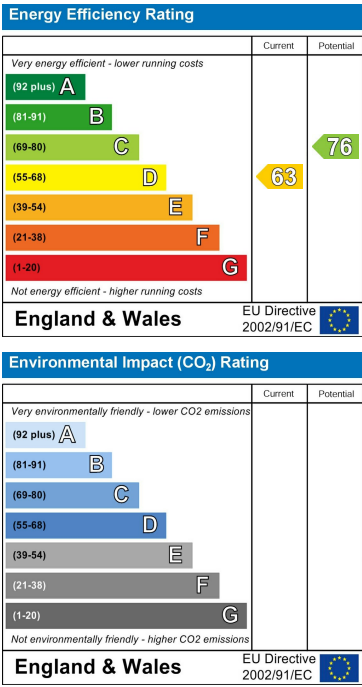 Energy Efficiency Rating
Current Potential
Very energy efficient - lower running costs
(92 plus) A
(81-91) B
(69-80) C 76
(55-68) D 63
(39-54) E
(21-38) F
(1-20) G
Not energy efficient - higher running costs
England & Wales EU Directive 2002/91/EC
Environmental Impact (CO₂) Rating
Current Potential
Very environmentally friendly - lower CO2 emissions
(92 plus) A
(81-91) B
(69-80) C
(55-68) D
(39-54) E
(21-38) F
(1-20) G
Not environmentally friendly - higher CO2 emissions
England & Wales EU Directive 2002/91/EC